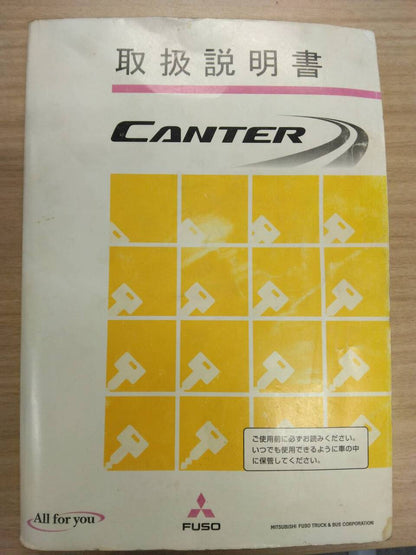 取扱説明書
CANTER
ご使用前に必ずお読みください。
いつでも使用できるように車の中
に保管してください。
All for you
FUSO
MITSUBISHI FUSO TRUCK & BUS CORPORATION